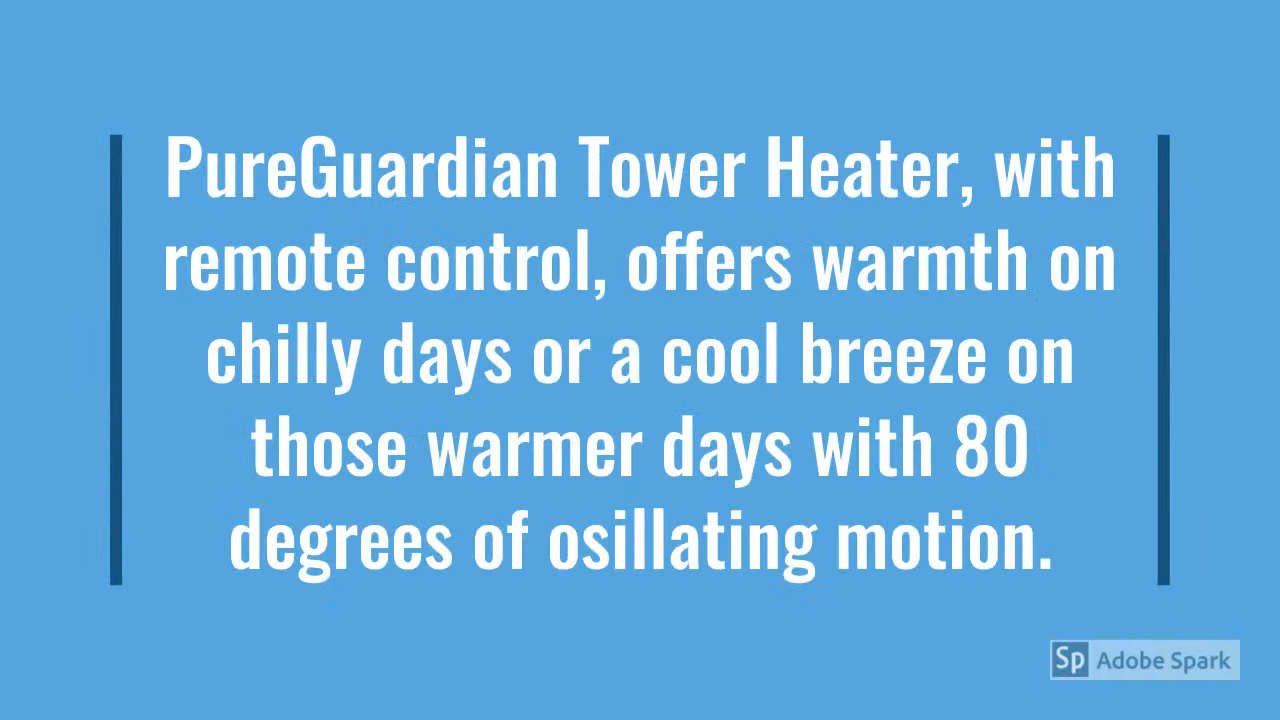 PureGuardian Tower Heater, with
remote control, offers warmth on
chilly days or a cool breeze on
those warmer days with 80
degrees of osillating motion.
Sp Adobe Spark